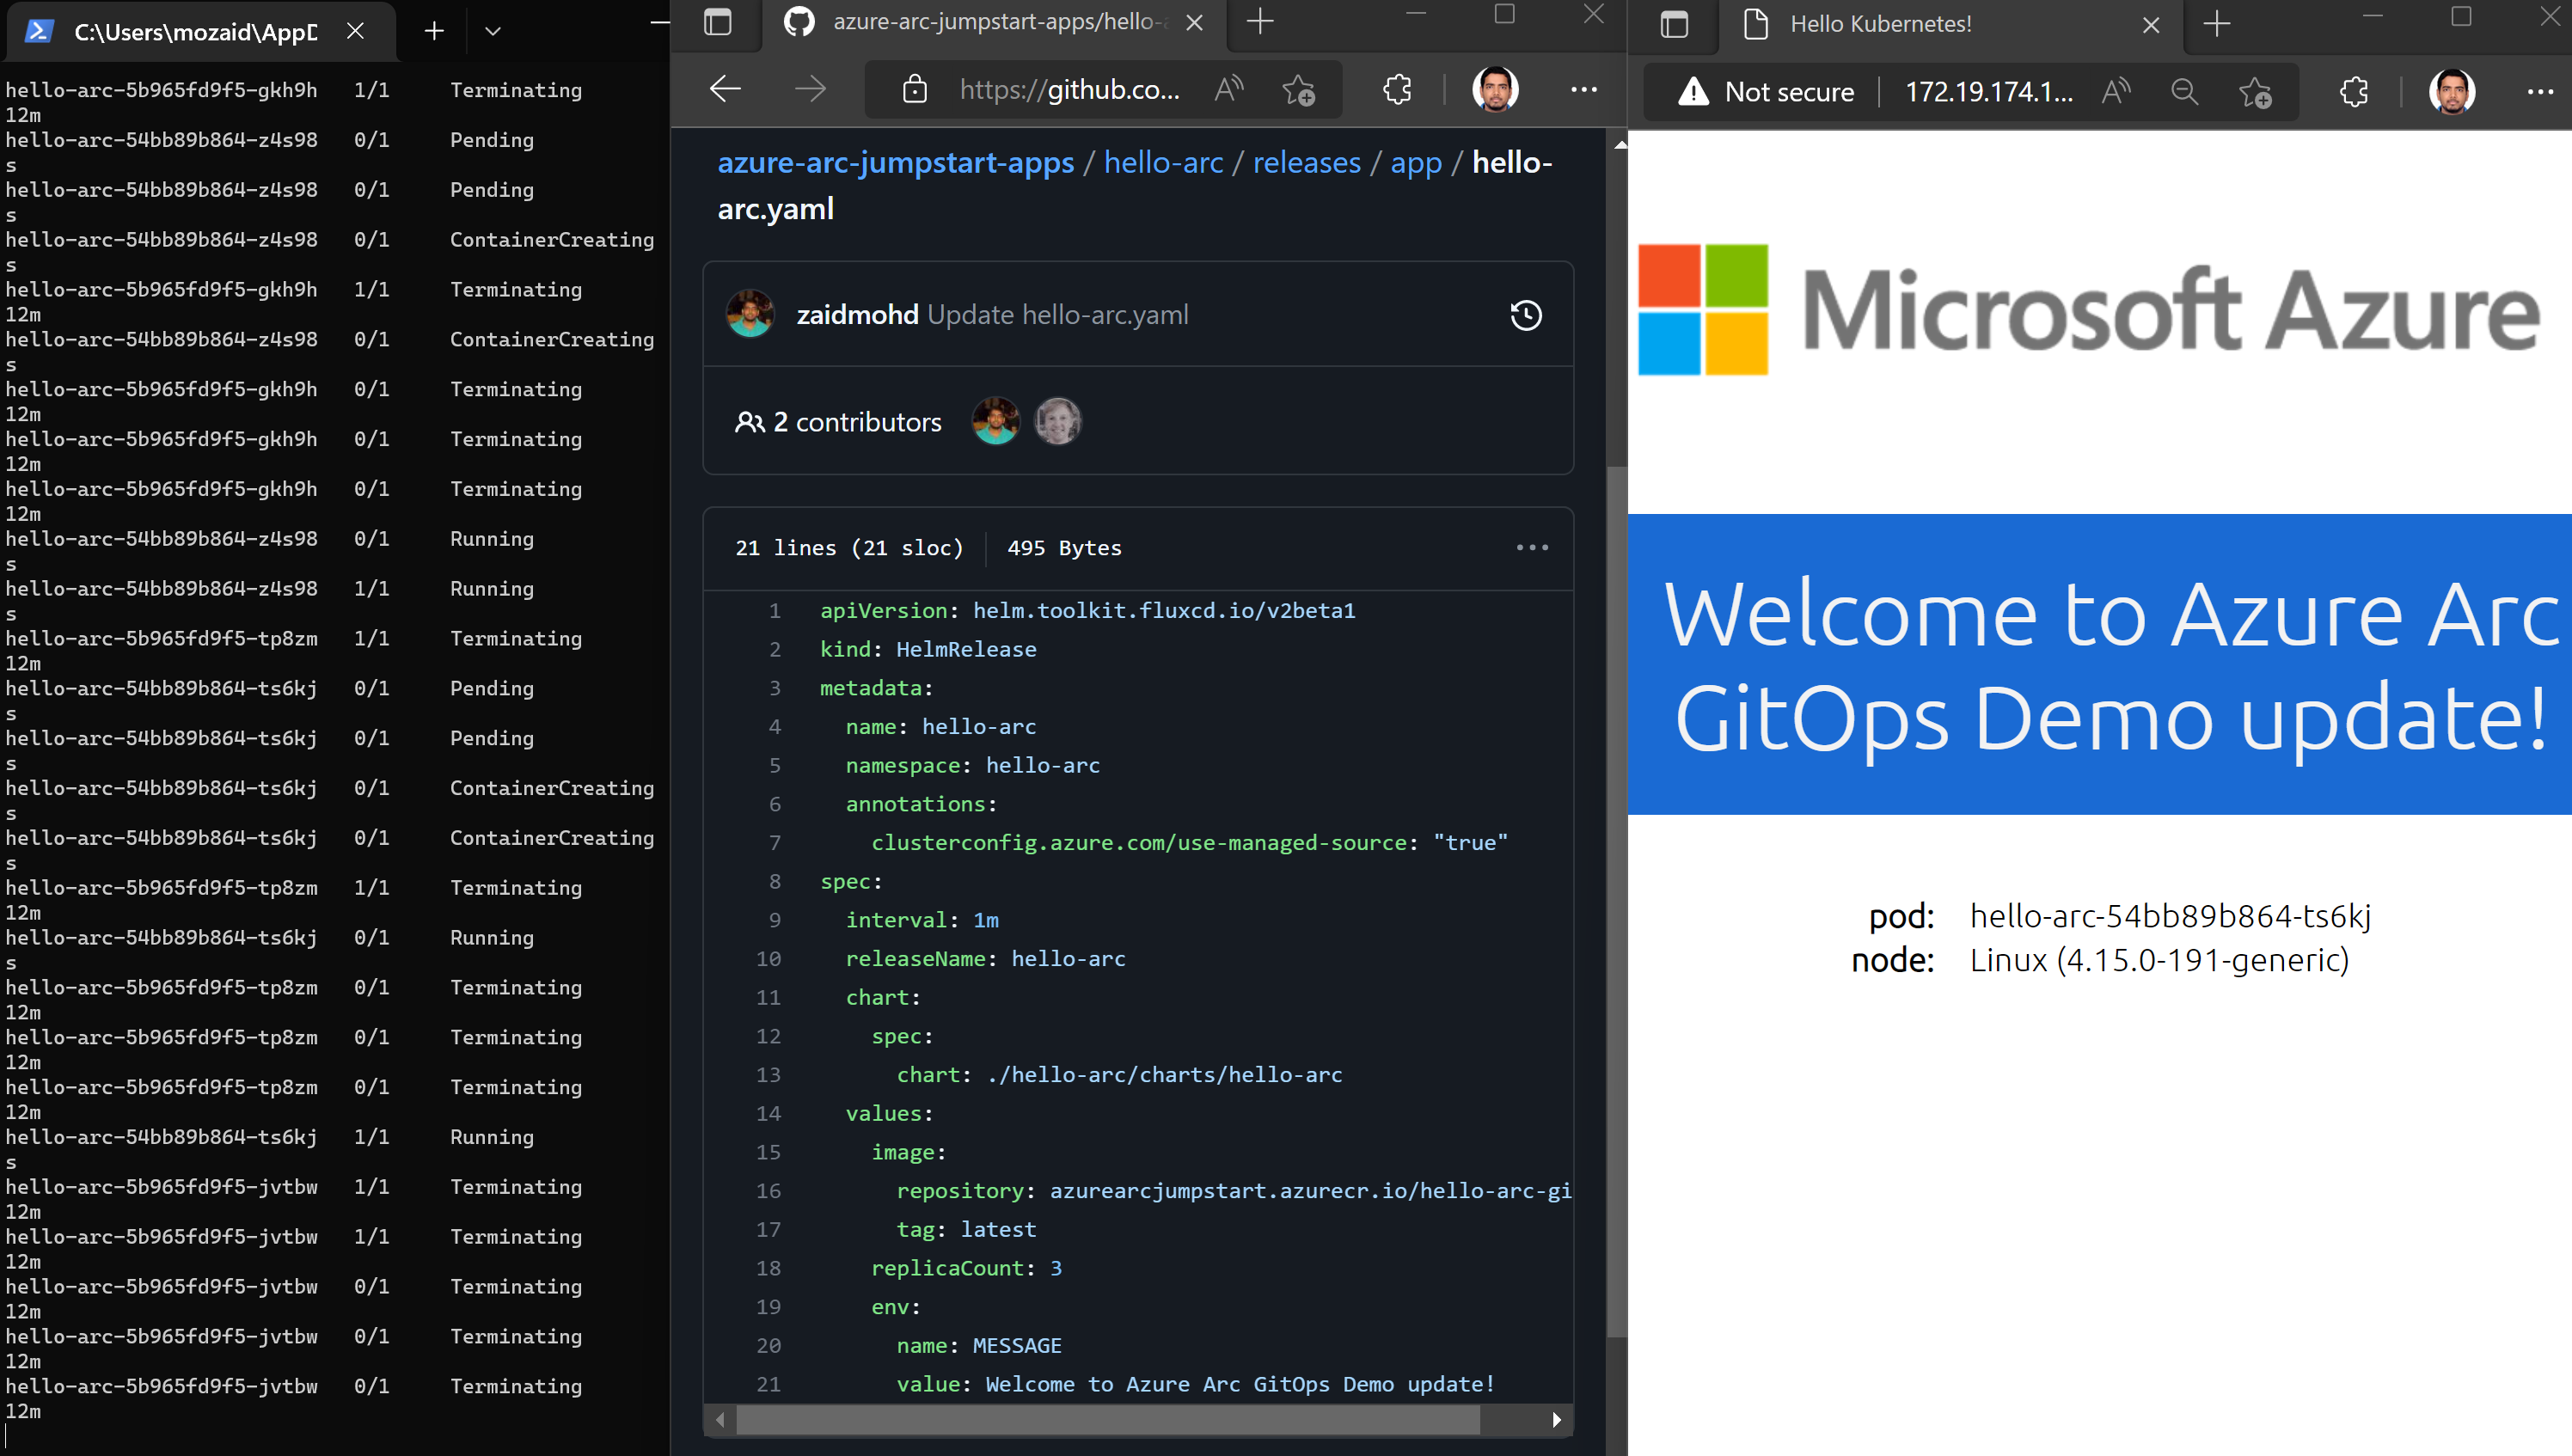 C:\Users\mozaid\AppD
hello-arc-5b965fd9f5-gkh9h 1/1 Terminating
12m
hello-arc-54bb89b864-z4s98 0/1 Pending
s
hello-arc-54bb89b864-z4s98 0/1 Pending
s
hello-arc-54bb89b864-z4s98 0/1 ContainerCreating
s
hello-arc-5b965fd9f5-gkh9h 1/1 Terminating
12m
hello-arc-54bb89b864-z4s98 0/1 ContainerCreating
s
hello-arc-5b965fd9f5-gkh9h 0/1 Terminating
12m
hello-arc-5b965fd9f5-gkh9h 0/1 Terminating
12m
hello-arc-5b965fd9f5-gkh9h 0/1 Terminating
12m
hello-arc-54bb89b864-z4s98 0/1 Running
s
hello-arc-54bb89b864-z4s98 1/1 Running
s
hello-arc-5b965fd9f5-tp8zm 1/1 Terminating
12m
hello-arc-54bb89b864-ts6kj 0/1 Pending
s
hello-arc-54bb89b864-ts6kj 0/1 Pending
s
hello-arc-54bb89b864-ts6kj 0/1 ContainerCreating
s
hello-arc-54bb89b864-ts6kj 0/1 ContainerCreating
s
hello-arc-5b965fd9f5-tp8zm 1/1 Terminating
12m
hello-arc-54bb89b864-ts6kj 0/1 Running
s
hello-arc-5b965fd9f5-tp8zm 0/1 Terminating
12m
hello-arc-5b965fd9f5-tp8zm 0/1 Terminating
12m
hello-arc-5b965fd9f5-tp8zm 0/1 Terminating
12m
hello-arc-54bb89b864-ts6kj 1/1 Running
s
hello-arc-5b965fd9f5-jvtbw 1/1 Terminating
12m
hello-arc-5b965fd9f5-jvtbw 1/1 Terminating
12m
hello-arc-5b965fd9f5-jvtbw 0/1 Terminating
12m
hello-arc-5b965fd9f5-jvtbw 0/1 Terminating
12m
hello-arc-5b965fd9f5-jvtbw 0/1 Terminating
12m
azure-arc-jumpstart-apps/hello-a
https://github.co...
azure-arc-jumpstart-apps / hello-arc / releases / app / hello-
arc.yaml
zaidmohd Update hello-arc.yaml
2 contributors
21 lines (21 sloc) 495 Bytes
1 apiVersion: helm.toolkit.fluxcd.io/v2beta1
2 kind: HelmRelease
3 metadata:
4 name: hello-arc
5 namespace: hello-arc
6 annotations:
7 clusterconfig.azure.com/use-managed-source: "true"
8 spec:
9 interval: 1m
10 releaseName: hello-arc
11 chart:
12 spec:
13 chart: ./hello-arc/charts/hello-arc
14 values:
15 image:
16 repository: azurearcjumpstart.azurecr.io/hello-arc-gi
17 tag: latest
18 replicaCount: 3
19 env:
20 name: MESSAGE
21 value: Welcome to Azure Arc GitOps Demo update!
Hello Kubernetes!
Not secure 172.19.174.1...
Microsoft Azure
Welcome to Azure Arc
GitOps Demo update!
pod: hello-arc-54bb89b864-ts6kj
node: Linux (4.15.0-191-generic)